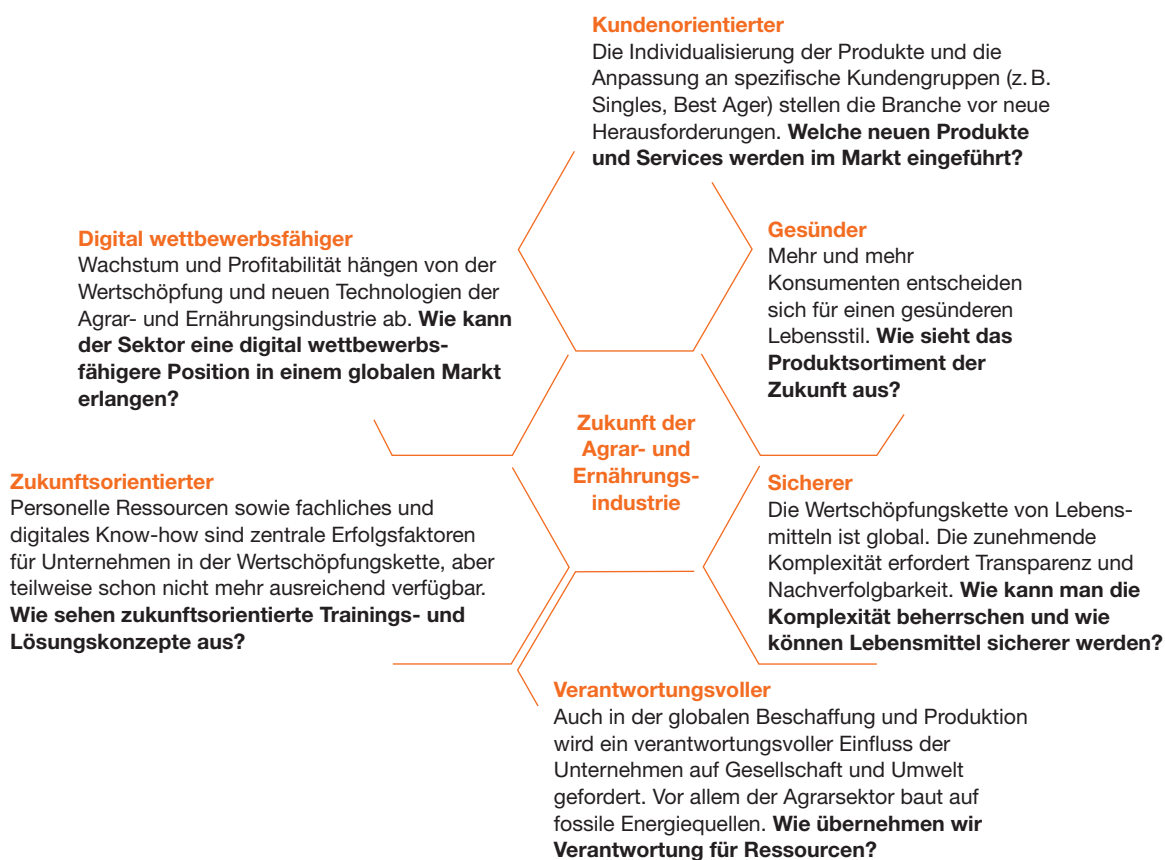 Kundenorientierter
Die Individualisierung der Produkte und die
Anpassung an spezifische Kundengruppen (z. B.
Singles, Best Ager) stellen die Branche vor neue
Herausforderungen. Welche neuen Produkte
und Services werden im Markt eingeführt?
Digital wettbewerbsfähiger
Wachstum und Profitabilität hängen von der
Wertschöpfung und neuen Technologien der
Agrar- und Ernährungsindustrie ab. Wie kann
der Sektor eine digital wettbewerbs-
fähigere Position in einem globalen Markt
erlangen?
Gesünder
Mehr und mehr
Konsumenten entscheiden
sich für einen gesünderen
Lebensstil. Wie sieht das
Produktsortiment der
Zukunft aus?
Zukunft der
Agrar- und
Ernährungs-
industrie
Zukunftsorientierter
Personelle Ressourcen sowie fachliches und
digitales Know-how sind zentrale Erfolgsfaktoren
für Unternehmen in der Wertschöpfungskette, aber
teilweise schon nicht mehr ausreichend verfügbar.
Wie sehen zukunftsorientierte Trainings- und
Lösungskonzepte aus?
Sicherer
Die Wertschöpfungskette von Lebens-
mitteln ist global. Die zunehmende
Komplexität erfordert Transparenz und
Nachverfolgbarkeit. Wie kann man die
Komplexität beherrschen und wie
können Lebensmittel sicherer werden?
Verantwortungsvoller
Auch in der globalen Beschaffung und Produktion
wird ein verantwortungsvoller Einfluss der
Unternehmen auf Gesellschaft und Umwelt
gefordert. Vor allem der Agrarsektor baut auf
fossile Energiequellen. Wie übernehmen wir
Verantwortung für Ressourcen?